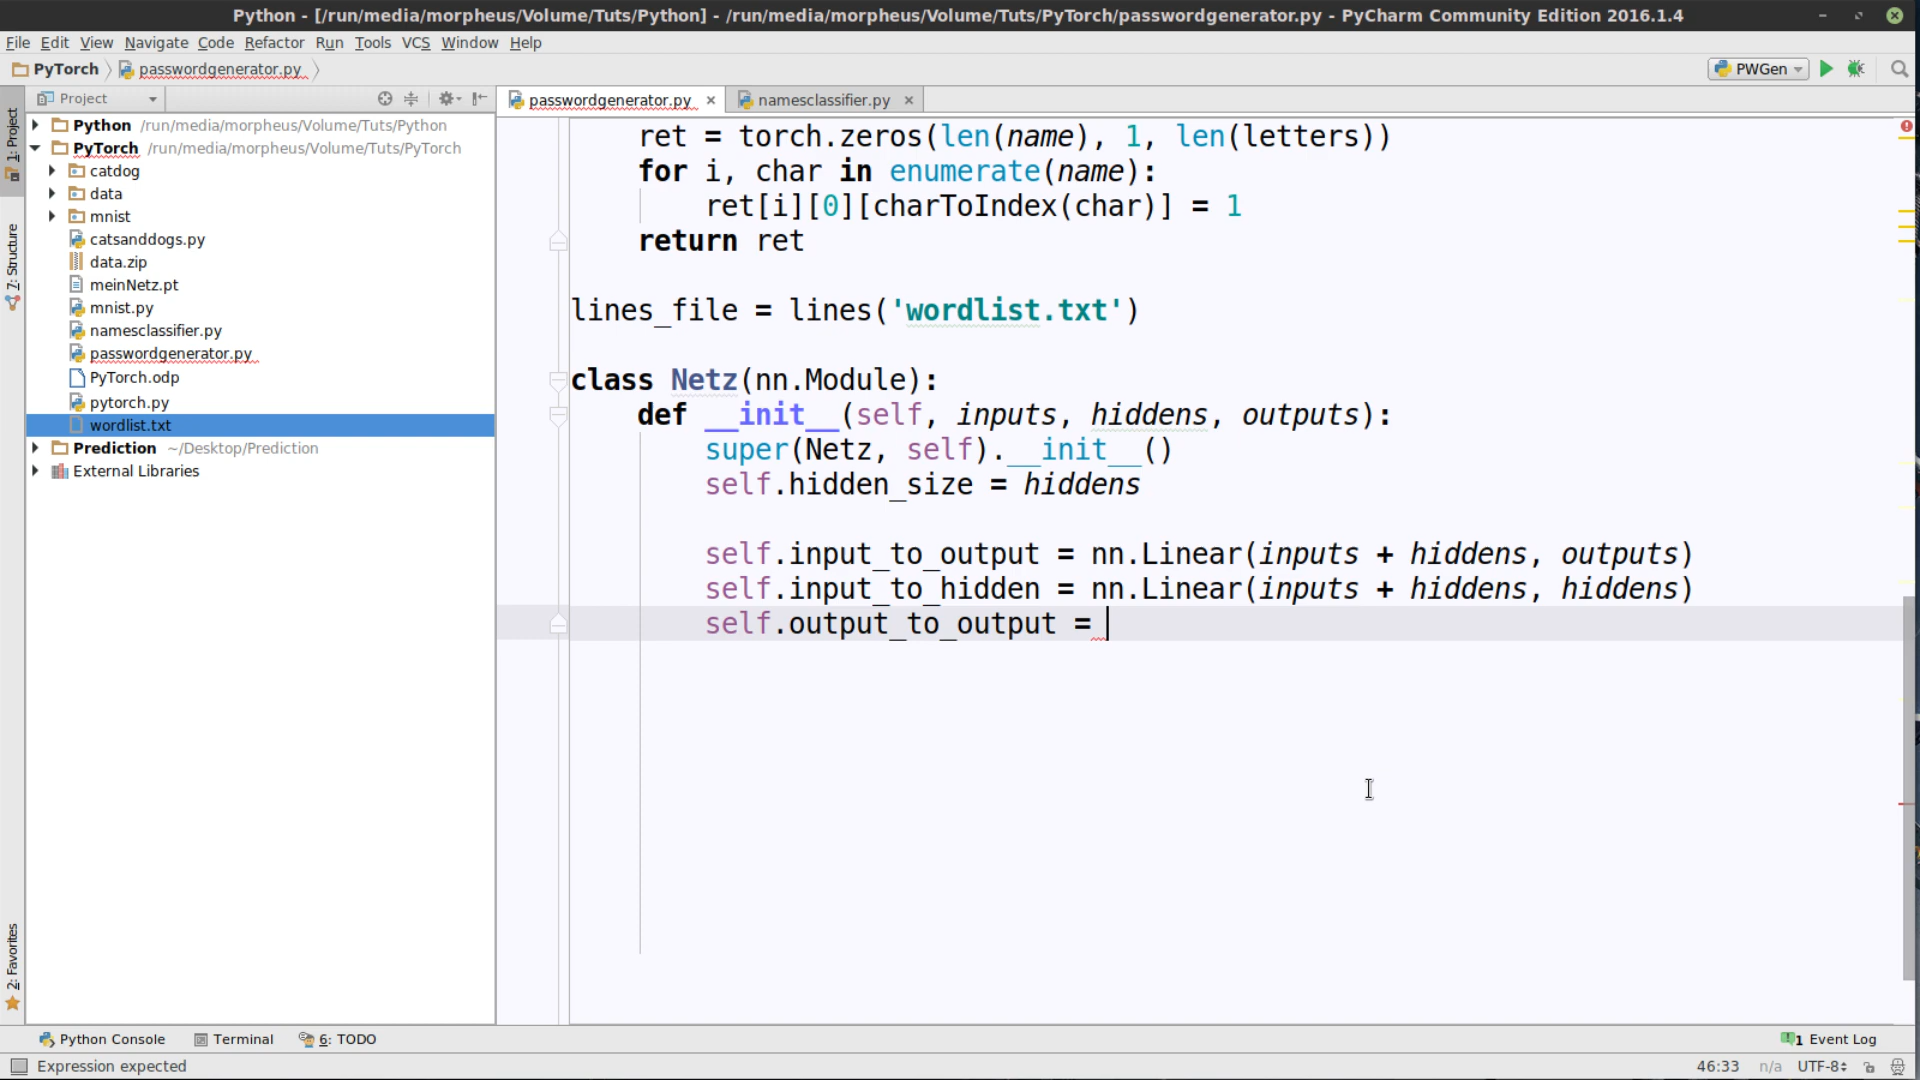 Python - [/run/media/morpheus/Volume/Tuts/Python] - /run/media/morpheus/Volume/Tuts/PyTorch/passwordgenerator.py - PyCharm Community Edition 2016.1.4
File Edit View Navigate Code Refactor Run Tools VCS Window Help
PyTorch passwordgenerator.py PWGen
Project
passwordgenerator.py namesclassifier.py
1: Project
7: Structure
2: Favorites
Python /run/media/morpheus/Volume/Tuts/Python
PyTorch /run/media/morpheus/Volume/Tuts/PyTorch
catdog
data
mnist
catsanddogs.py
data.zip
meinNetz.pt
mnist.py
namesclassifier.py
passwordgenerator.py
PyTorch.odp
pytorch.py
wordlist.txt
Prediction ~/Desktop/Prediction
External Libraries
ret = torch.zeros(len(name), 1, len(letters))
for i, char in enumerate(name):
ret[i][0][charToIndex(char)] = 1
return ret
lines_file = lines('wordlist.txt')
class Netz(nn.Module):
def __init__(self, inputs, hiddens, outputs):
super(Netz, self).__init__()
self.hidden_size = hiddens
self.input_to_output = nn.Linear(inputs + hiddens, outputs)
self.input_to_hidden = nn.Linear(inputs + hiddens, hiddens)
self.output_to_output =
Python Console Terminal 6: TODO 1 Event Log
Expression expected 46:33 n/a UTF-8